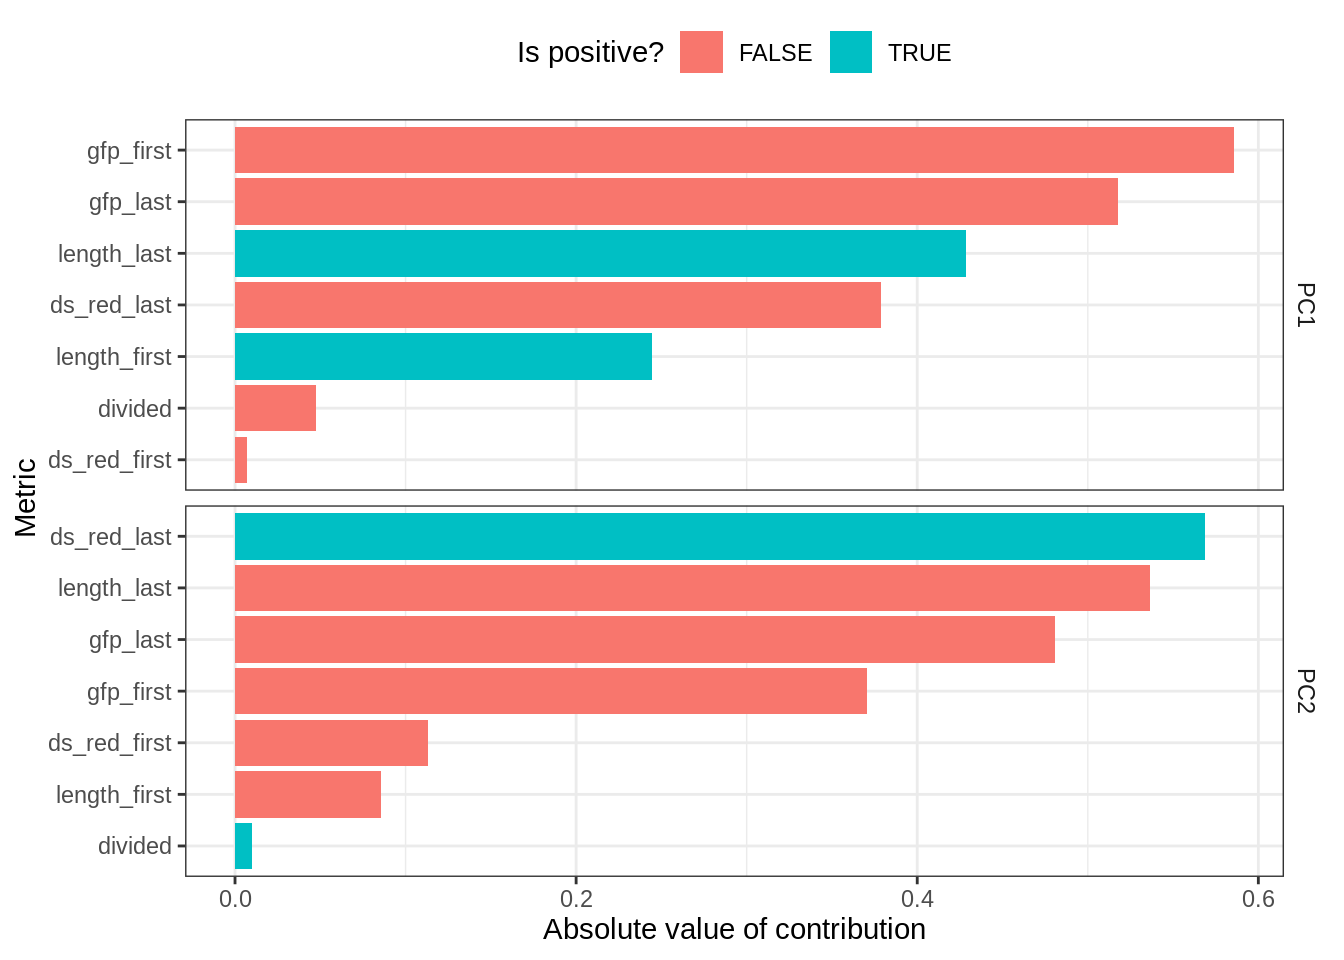 Is positive? FALSE TRUE
gfp_first
gfp_last
length_last
ds_red_last
length_first
divided
ds_red_first
PC1
Metric
ds_red_last
length_last
gfp_last
gfp_first
ds_red_first
length_first
divided
PC2
0.0 0.2 0.4 0.6
Absolute value of contribution